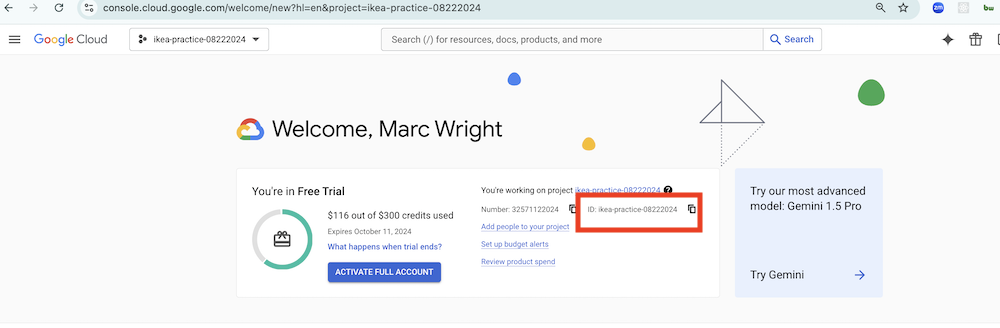 console.cloud.google.com/welcome/new?hl=en&project=ikea-practice-08222024
Google Cloud
ikea-practice-08222024
Search (/) for resources, docs, products, and more
Search
Welcome, Marc Wright
You're in Free Trial
$116 out of $300 credits used
Expires October 11, 2024
What happens when trial ends?
ACTIVATE FULL ACCOUNT
You're working on project ikea-practice-08222024
Number: 32571122024
ID: ikea-practice-08222024
Add people to your project
Set up budget alerts
Review product spend
Try our most advanced
model: Gemini 1.5 Pro
Try Gemini